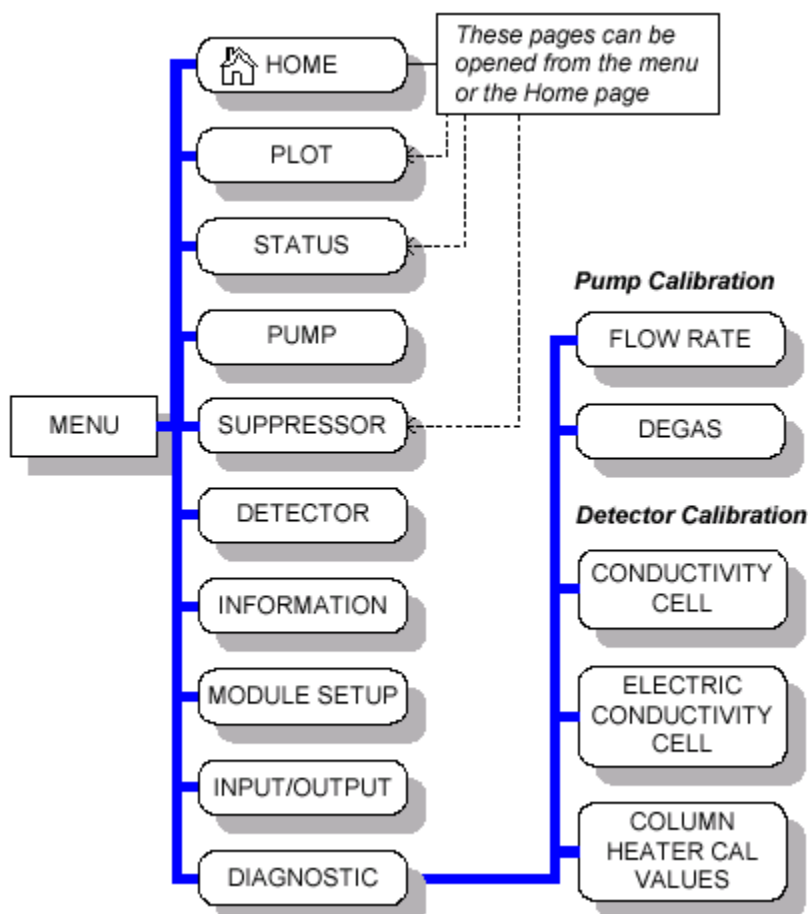 These pages can be
opened from the menu
or the Home page
HOME
PLOT
STATUS
PUMP
MENU
SUPPRESSOR
DETECTOR
INFORMATION
MODULE SETUP
INPUT/OUTPUT
DIAGNOSTIC
Pump Calibration
FLOW RATE
DEGAS
Detector Calibration
CONDUCTIVITY
CELL
ELECTRIC
CONDUCTIVITY
CELL
COLUMN
HEATER CAL
VALUES